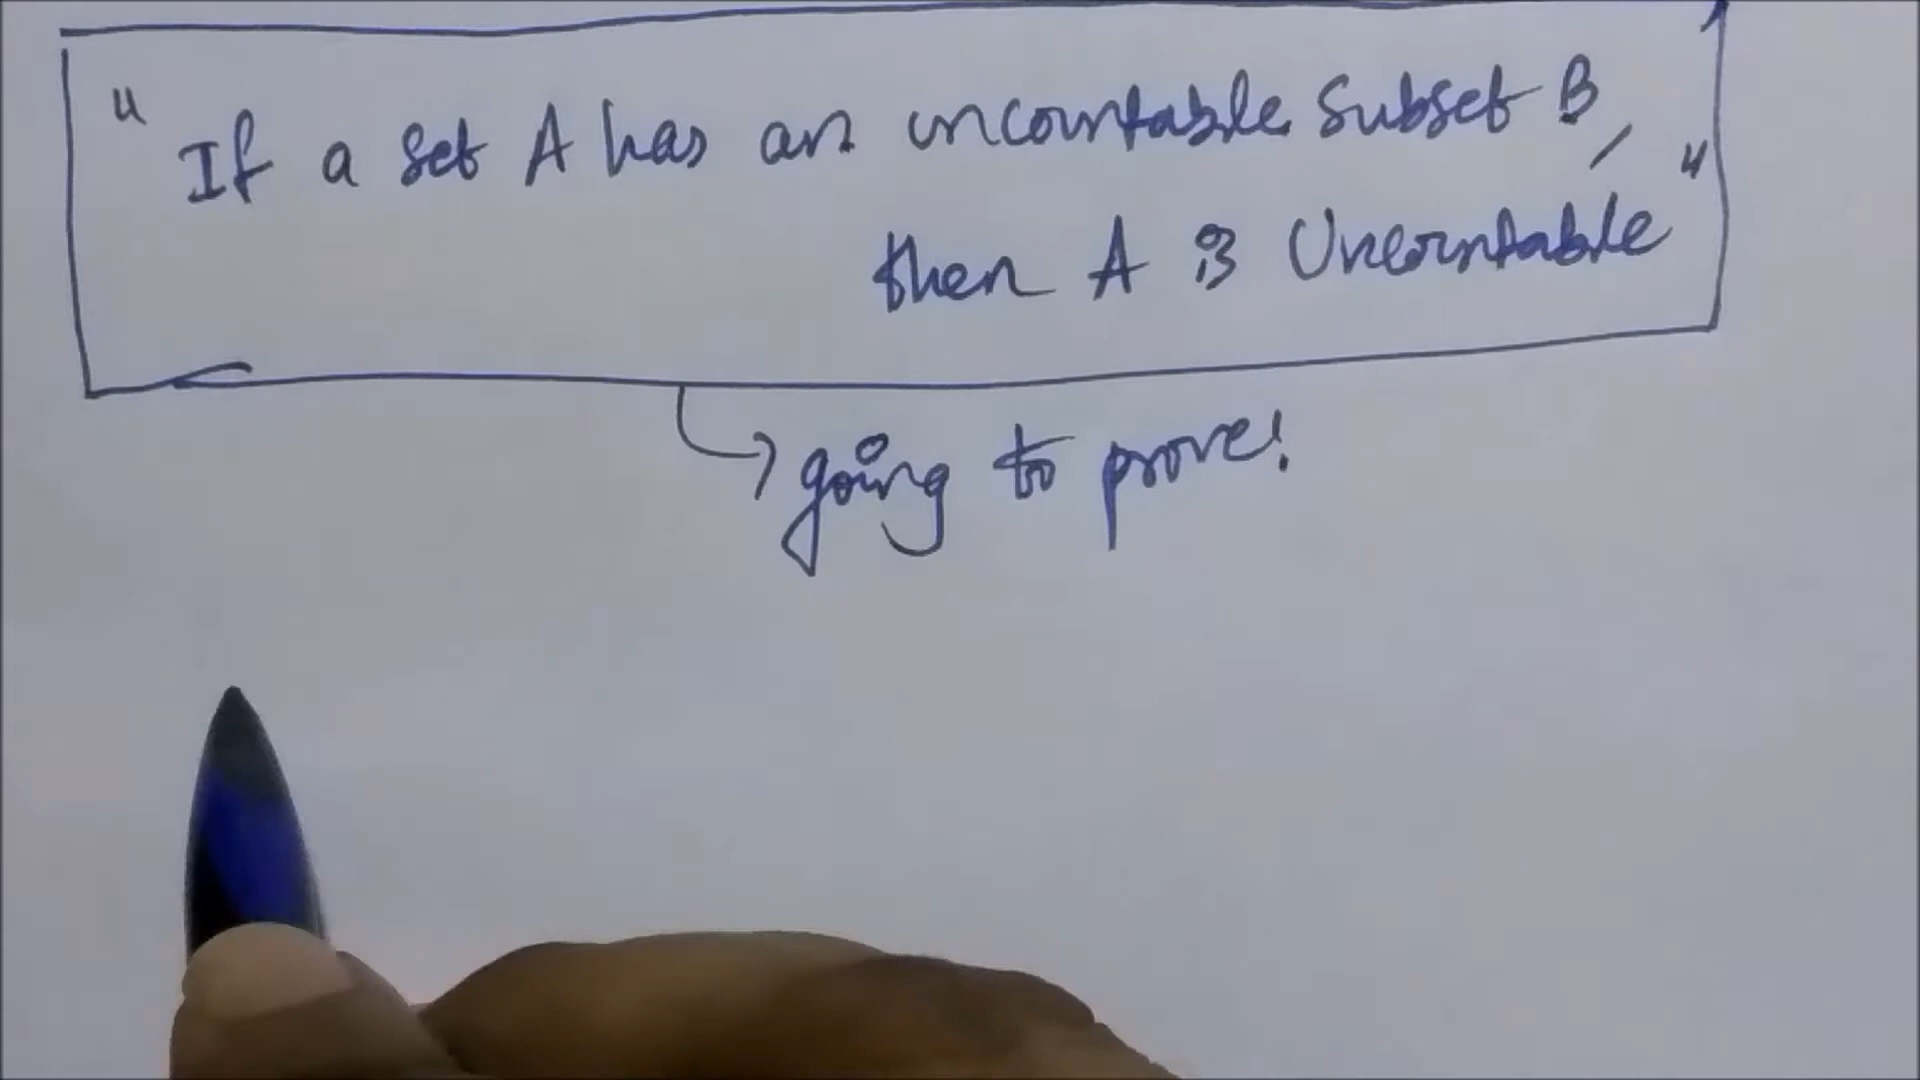 "If a set A has an uncountable subset B,
then A is Uncountable"
going to prove!